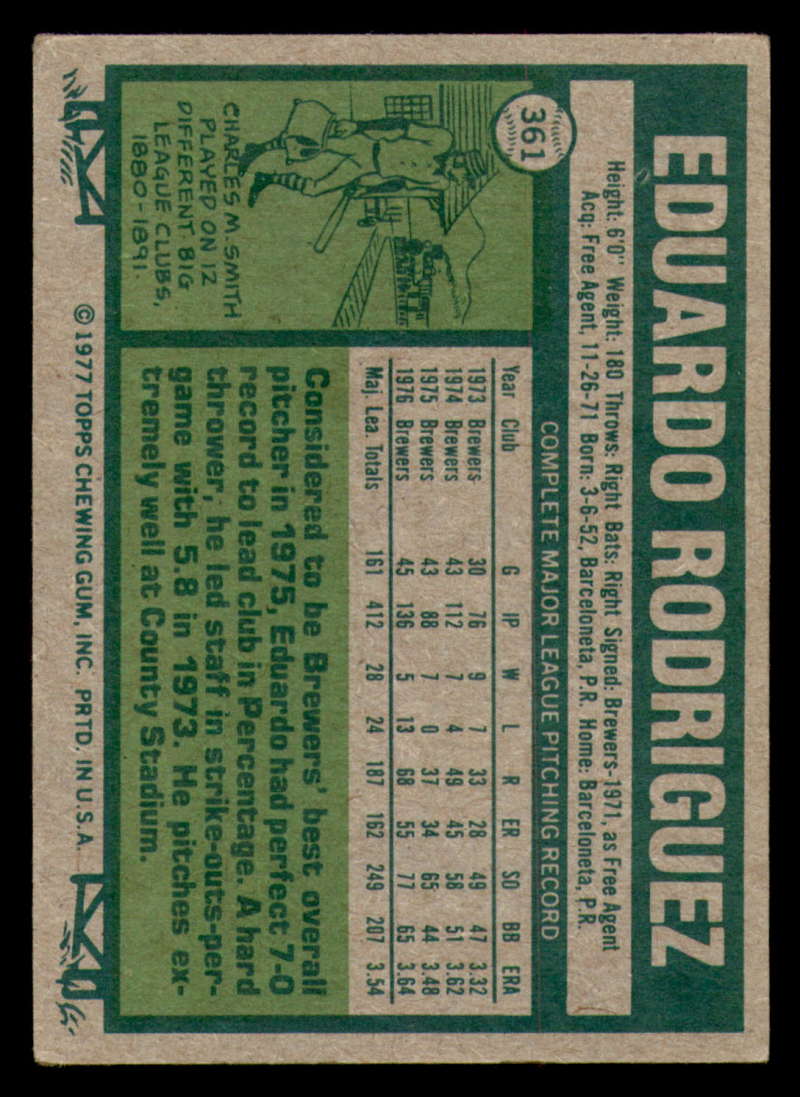 361
EDUARDO RODRIGUEZ
Height: 6'0" Weight: 180 Throws: Right Bats: Right Signed: Brewers-1971, as Free Agent
Acq: Free Agent, 11-26-71 Born: 3-6-52, Barceloneta, P.R. Home: Barceloneta, P.R.
COMPLETE MAJOR LEAGUE PITCHING RECORD
Year Club G IP W L R ER SO BB ERA
1973 Brewers 30 76 9 7 33 28 49 47 3.32
1974 Brewers 43 112 7 4 49 45 58 51 3.62
1975 Brewers 43 88 7 0 37 34 65 44 3.48
1976 Brewers 45 136 5 13 68 55 77 65 3.64
Maj. Lea. Totals 161 412 28 24 187 162 249 207 3.54
CHARLES M. SMITH
PLAYED ON 12
DIFFERENT BIG
LEAGUE CLUBS,
1880-1891.
Considered to be Brewers' best overall
pitcher in 1975, Eduardo had perfect 7-0
record to lead club in Percentage. A hard
thrower, he led staff in strike-outs-per-
game with 5.8 in 1973. He pitches ex-
tremely well at County Stadium.
© 1977 TOPPS CHEWING GUM, INC. PRTD. IN U.S.A.